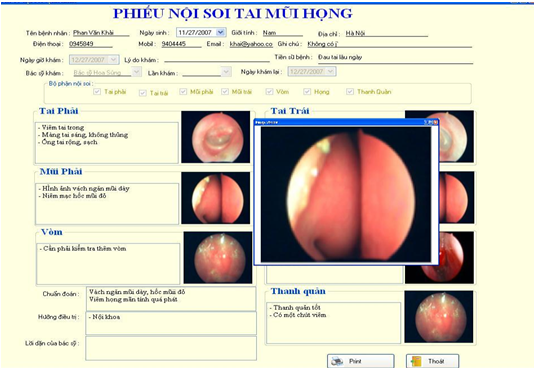 PHIẾU NỘI SOI TAI MŨI HỌNG
Tên bệnh nhân : Phan Văn Khải Ngày sinh : 11/27/2007 Giới tính : Nam Địa chỉ : Hà Nội
Điện thoại : 0945849 Mobil : 9404445 Email : khai@yahoo.co Ghi chú : Không có j'
Ngày giờ khám : 12/27/2007 Lý do khám : Tiền sử bệnh : Đau tai lâu ngày
Bác sỹ khám : Bác sỹ Hoa Súng Lần khám : Ngày khám lại : 12/27/2007
Bộ phận nội soi :
Tai phải Tai trái Mũi phải Mũi trái Vòm Họng Thanh Quản
Tai Phải
- Viêm tai trong
- Màng tai sáng, không thủng
- Ống tai rộng, sạch.
Tai Trái
Mũi Phải
- Hình ảnh vách ngăn mũi dày
- Niêm mạc hốc mũi đỏ
Vòm
- Cần phải kiểm tra thêm vòm
Chuẩn đoán : Vách ngăn mũi dày, hốc mũi đỏ
Viêm họng mãn tính quá phát
Hướng điều trị : - Nội khoa
Lời dặn của bác sỹ :
Thanh quản
- Thanh quản tốt
- Có một chút viêm
Print
Thoát